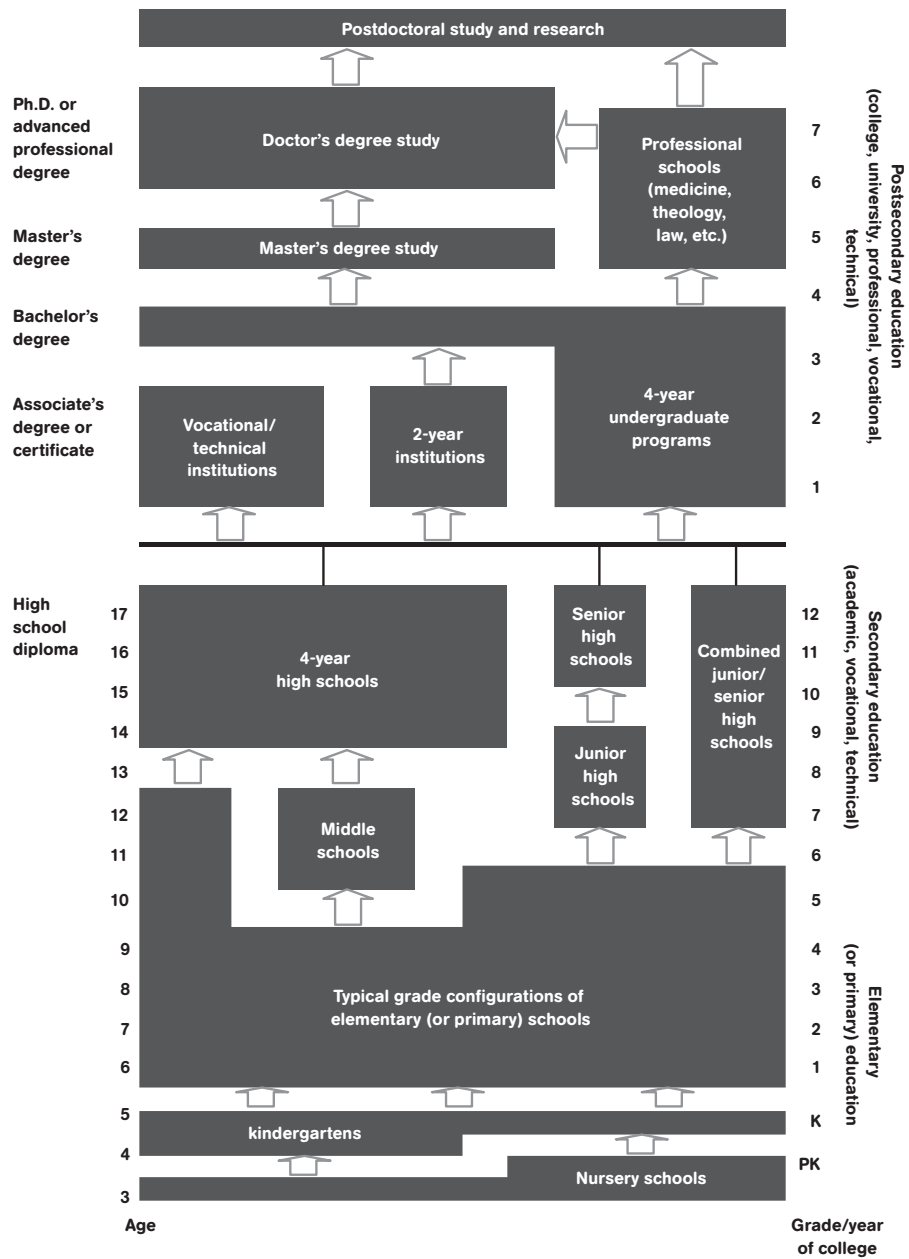 Postdoctoral study and research
Ph.D. or
advanced
professional
degree
Doctor's degree study
Professional
schools
(medicine,
theology,
law, etc.)
7
6
Master's
degree
Master's degree study
5
4
Bachelor's
degree
3
Associate's
degree or
certificate
Vocational/
technical
institutions
2-year
institutions
4-year
undergraduate
programs
2
1
Postsecondary education
(college, university, professional, vocational,
technical)
High
school
diploma
17
16
15
14
13
12
11
10
9
8
7
6
5
4
3
Age
4-year
high schools
Senior
high
schools
Combined
junior/
senior
high
schools
Junior
high
schools
Middle
schools
Typical grade configurations of
elementary (or primary) schools
kindergartens
Nursery schools
12
11
10
9
8
7
6
5
4
3
2
1
K
PK
Grade/year
of college
Secondary education
(academic, vocational, technical)
Elementary
(or primary) education